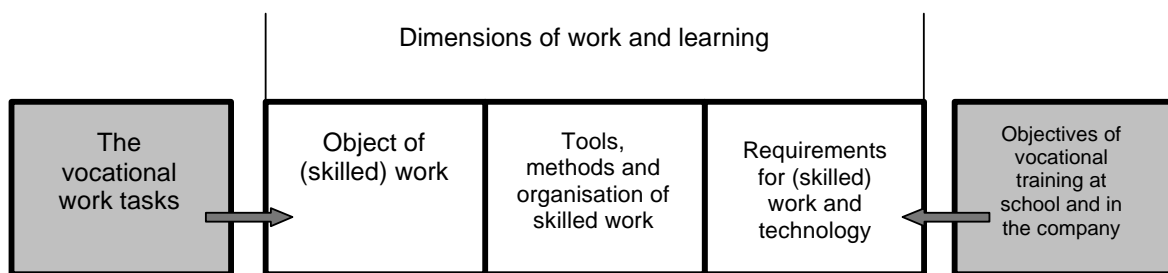 Dimensions of work and learning
The
vocational
work tasks
Object of
(skilled) work
Tools,
methods and
organisation of
skilled work
Requirements
for (skilled)
work and
technology
Objectives of
vocational
training at
school and in
the company